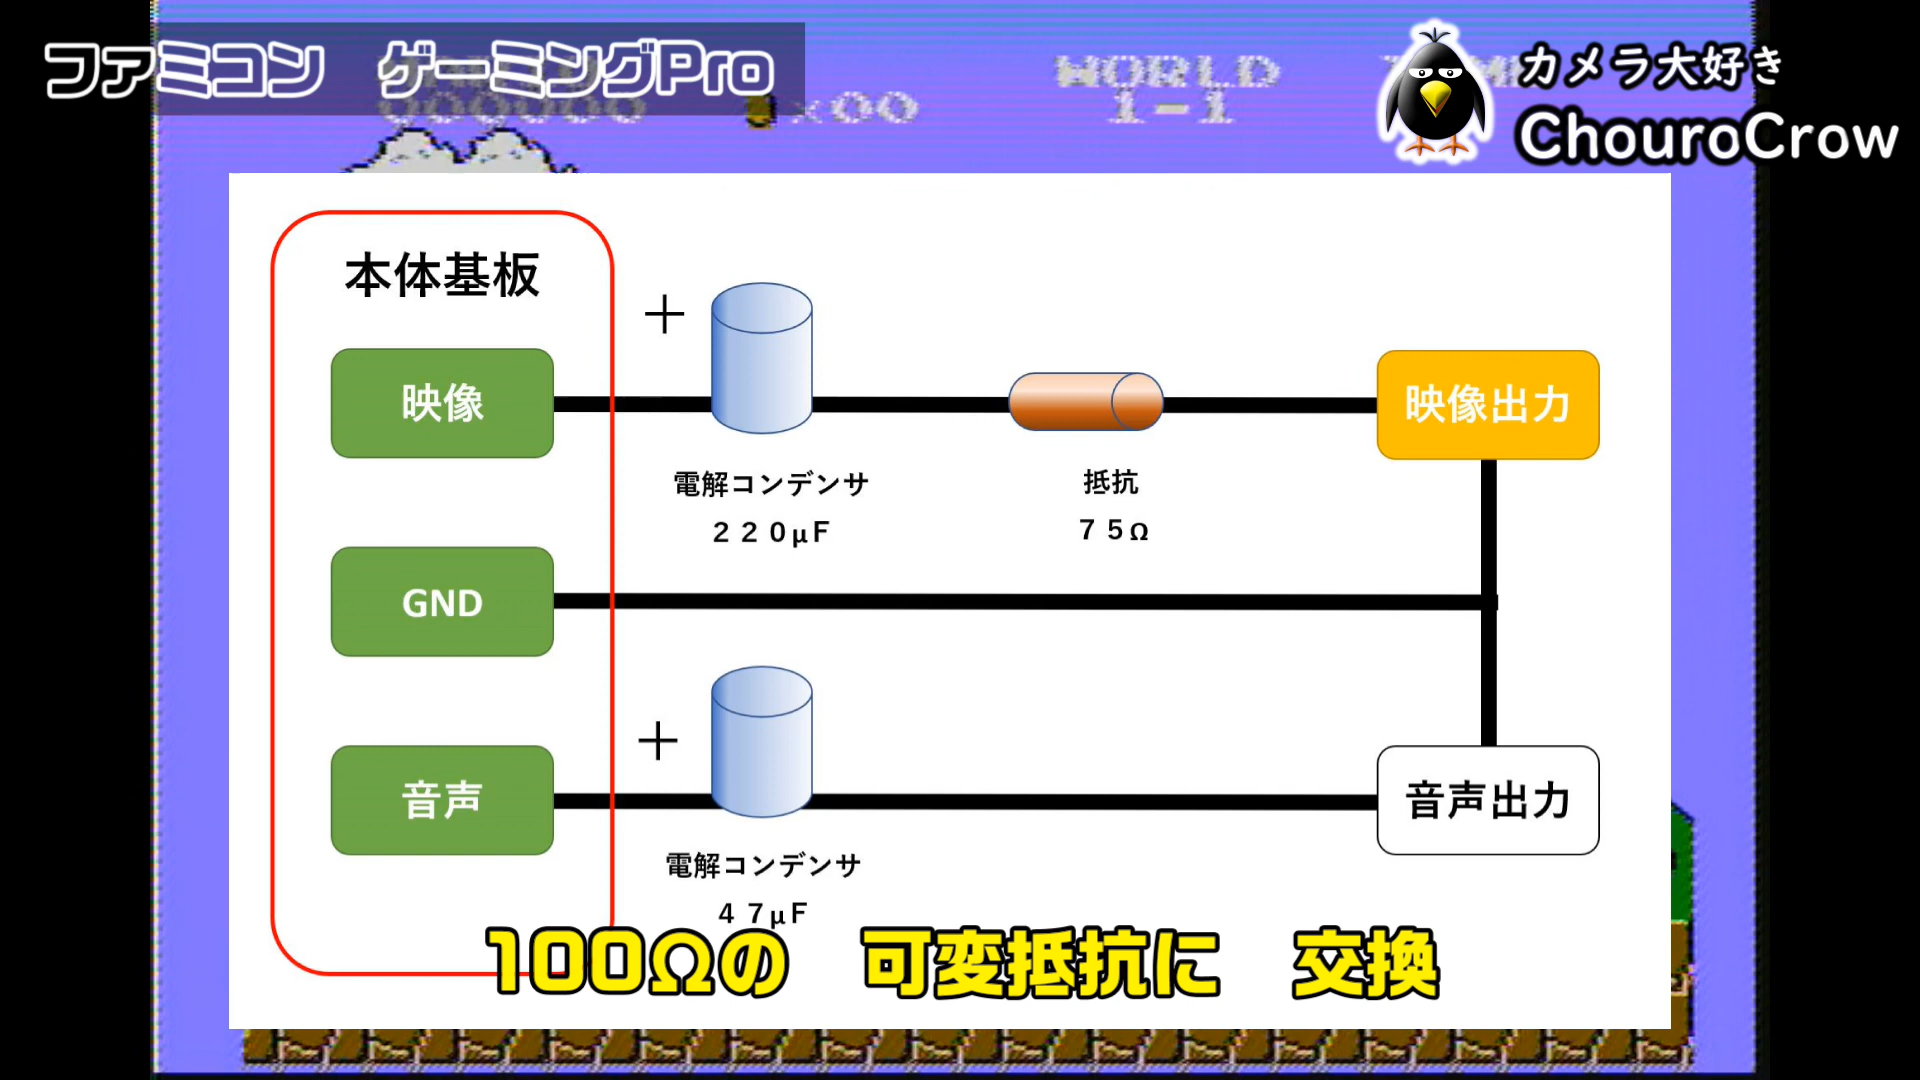 ファミコン　ゲーミングPro
カメラ大好き
ChouroCrow
WORLD
000000
×00
1-1
本体基板
+
映像
映像出力
電解コンデンサ
２２０μF
抵抗
７５Ω
GND
+
音声
音声出力
電解コンデンサ
４７μF
100Ωの　可変抵抗に　交換